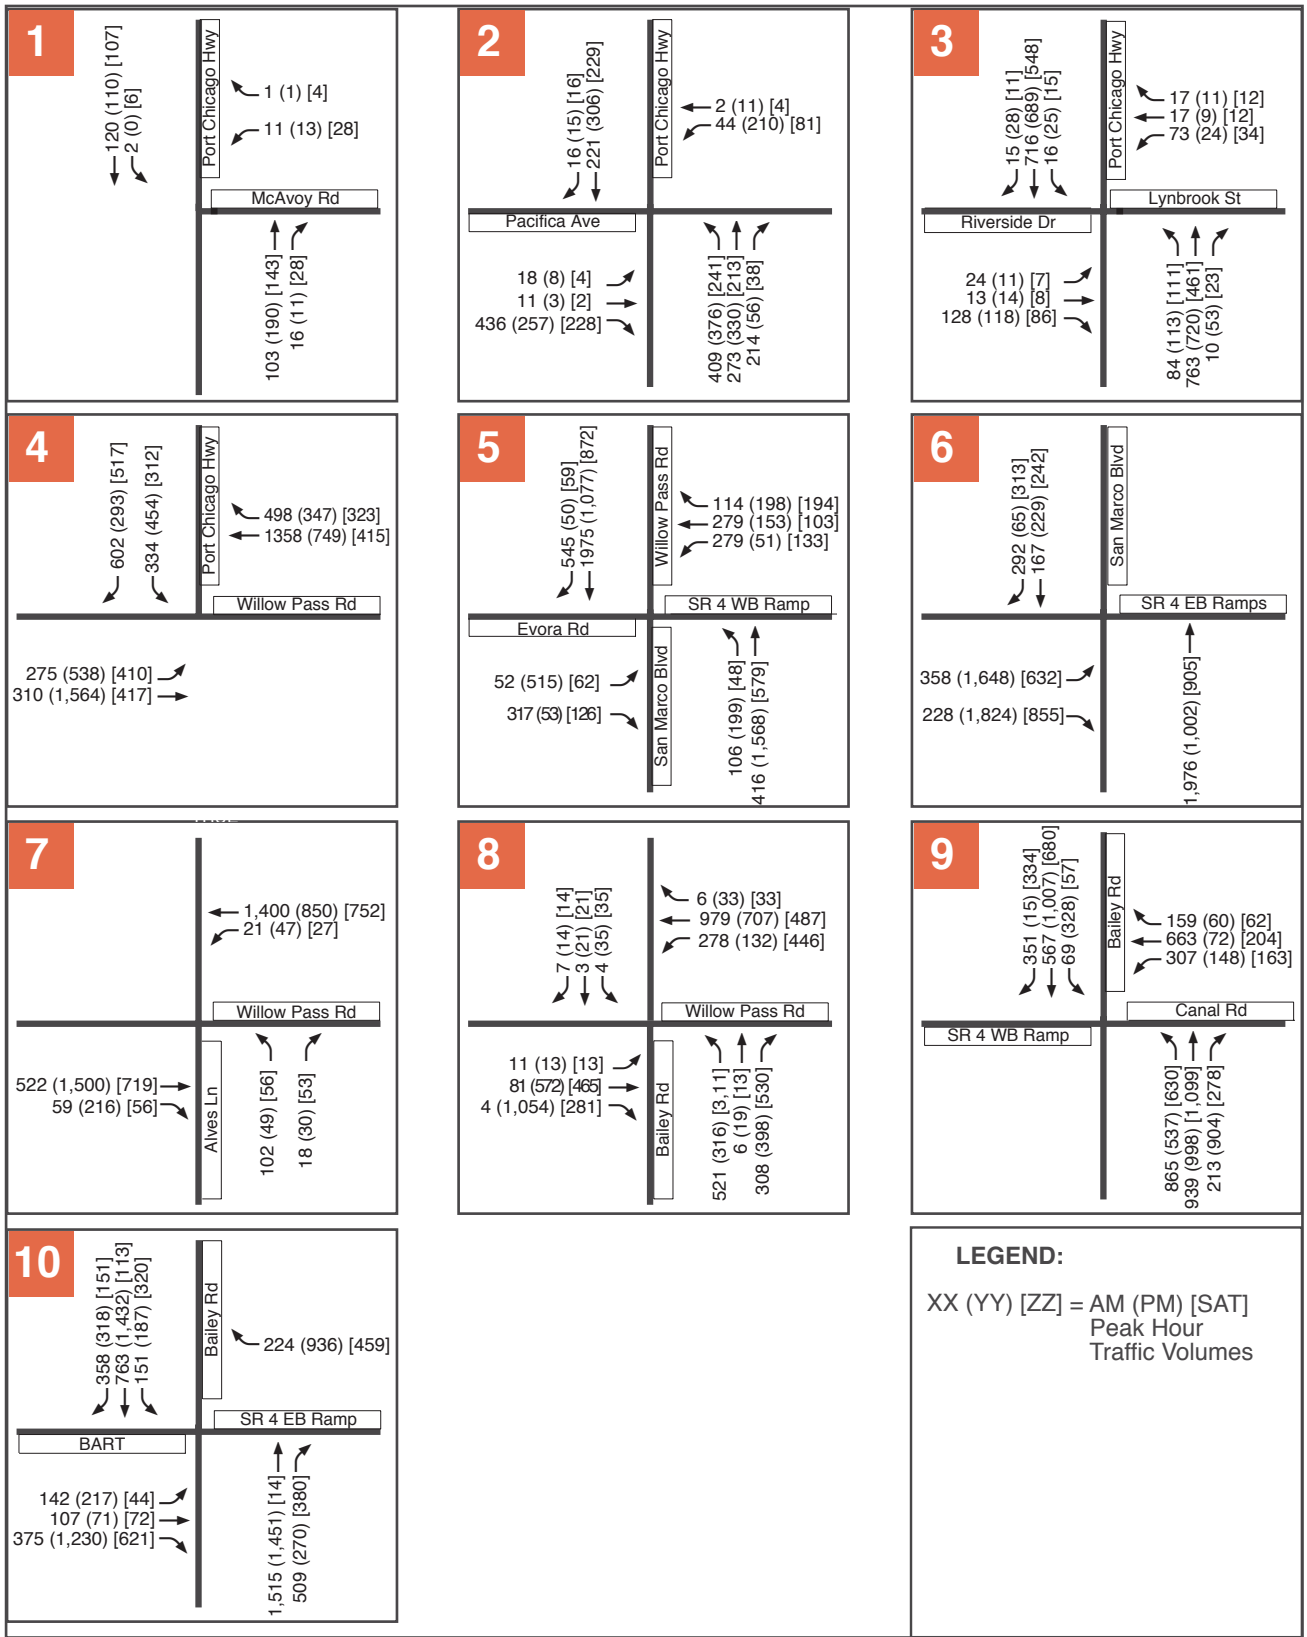 1
120 (110) [107]
2 (0) [6]
Port Chicago Hwy
1 (1) [4]
11 (13) [28]
McAvoy Rd
103 (190) [143]
16 (11) [28]
2
16 (15) [16]
221 (306) [229]
Port Chicago Hwy
2 (11) [4]
44 (210) [81]
Pacifica Ave
18 (8) [4]
11 (3) [2]
436 (257) [228]
409 (376) [241]
273 (330) [213]
214 (56) [38]
3
15 (28) [11]
716 (689) [548]
16 (25) [15]
Port Chicago Hwy
17 (11) [12]
17 (9) [12]
73 (24) [34]
Lynbrook St
Riverside Dr
24 (11) [7]
13 (14) [8]
128 (118) [86]
84 (113) [111]
763 (720) [461]
10 (53) [23]
4
602 (293) [517]
334 (454) [312]
Port Chicago Hwy
498 (347) [323]
1358 (749) [415]
Willow Pass Rd
275 (538) [410]
310 (1,564) [417]
5
545 (50) [59]
1975 (1,077) [872]
Willow Pass Rd
114 (198) [194]
279 (153) [103]
279 (51) [133]
SR 4 WB Ramp
Evora Rd
52 (515) [62]
317 (53) [126]
San Marco Blvd
106 (199) [48]
416 (1,568) [579]
6
292 (65) [313]
167 (229) [242]
San Marco Blvd
SR 4 EB Ramps
358 (1,648) [632]
228 (1,824) [855]
1,976 (1,002) [905]
7
1,400 (850) [752]
21 (47) [27]
Willow Pass Rd
522 (1,500) [719]
59 (216) [56]
Alves Ln
102 (49) [56]
18 (30) [53]
8
7 (14) [14]
3 (21) [21]
4 (35) [35]
6 (33) [33]
979 (707) [487]
278 (132) [446]
Willow Pass Rd
11 (13) [13]
81 (572) [465]
4 (1,054) [281]
Bailey Rd
521 (316) [3,11]
6 (19) [13]
308 (398) [530]
9
351 (15) [334]
567 (1,007) [680]
69 (328) [57]
Bailey Rd
159 (60) [62]
663 (72) [204]
307 (148) [163]
Canal Rd
SR 4 WB Ramp
865 (537) [630]
939 (998) [1,099]
213 (904) [278]
10
358 (318) [151]
763 (1,432) [113]
151 (187) [320]
Bailey Rd
224 (936) [459]
SR 4 EB Ramp
BART
142 (217) [44]
107 (71) [72]
375 (1,230) [621]
1,515 (1,451) [14]
509 (270) [380]
LEGEND:
XX (YY) [ZZ] = AM (PM) [SAT]
Peak Hour
Traffic Volumes